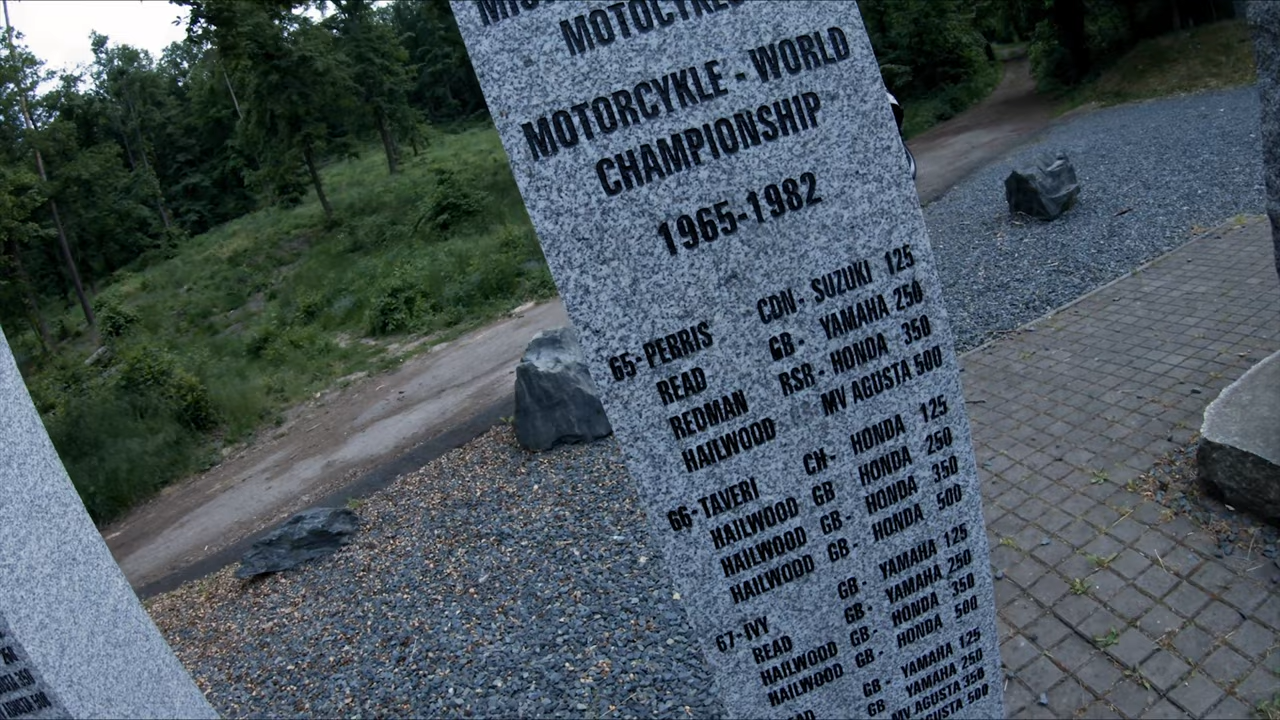 MOTOCYKL
MOTORCYKLE - WORLD
CHAMPIONSHIP
1965-1982
65- PERRIS CDN - SUZUKI 125
READ GB - YAMAHA 250
REDMAN RSR - HONDA 350
HAILWOOD MV AGUSTA 500
66- TAVERI CH - HONDA 125
HAILWOOD GB HONDA 250
HAILWOOD GB - HONDA 350
HAILWOOD GB - HONDA 500
67- IVY GB - YAMAHA 125
READ GB - YAMAHA 250
HAILWOOD GB - HONDA 350
HAILWOOD GB - HONDA 500
GB - YAMAHA 125
READ GB YAMAHA 250
MV AGUSTA 350
AGUSTA 500